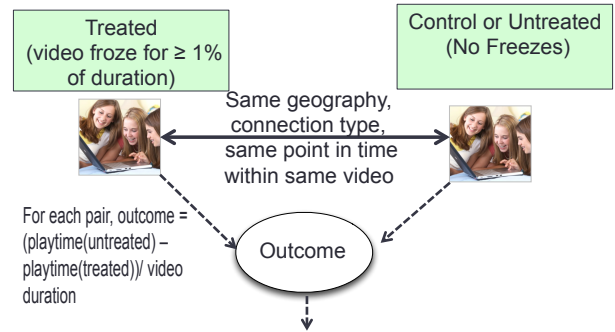 Treated
(video froze for ≥ 1%
of duration)
Control or Untreated
(No Freezes)
Same geography,
connection type,
same point in time
within same video
For each pair, outcome =
(playtime(untreated) –
playtime(treated))/ video
duration
Outcome